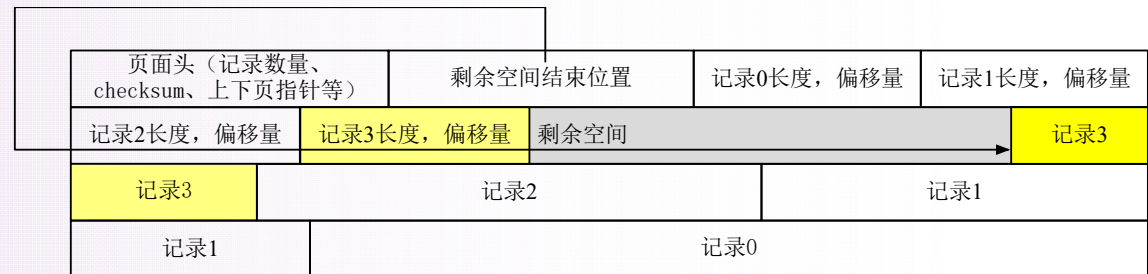 页面头（记录数量、
checksum、上下页指针等）
剩余空间结束位置
记录0长度，偏移量
记录1长度，偏移量
记录2长度，偏移量
记录3长度，偏移量
剩余空间
记录3
记录3
记录2
记录1
记录1
记录0